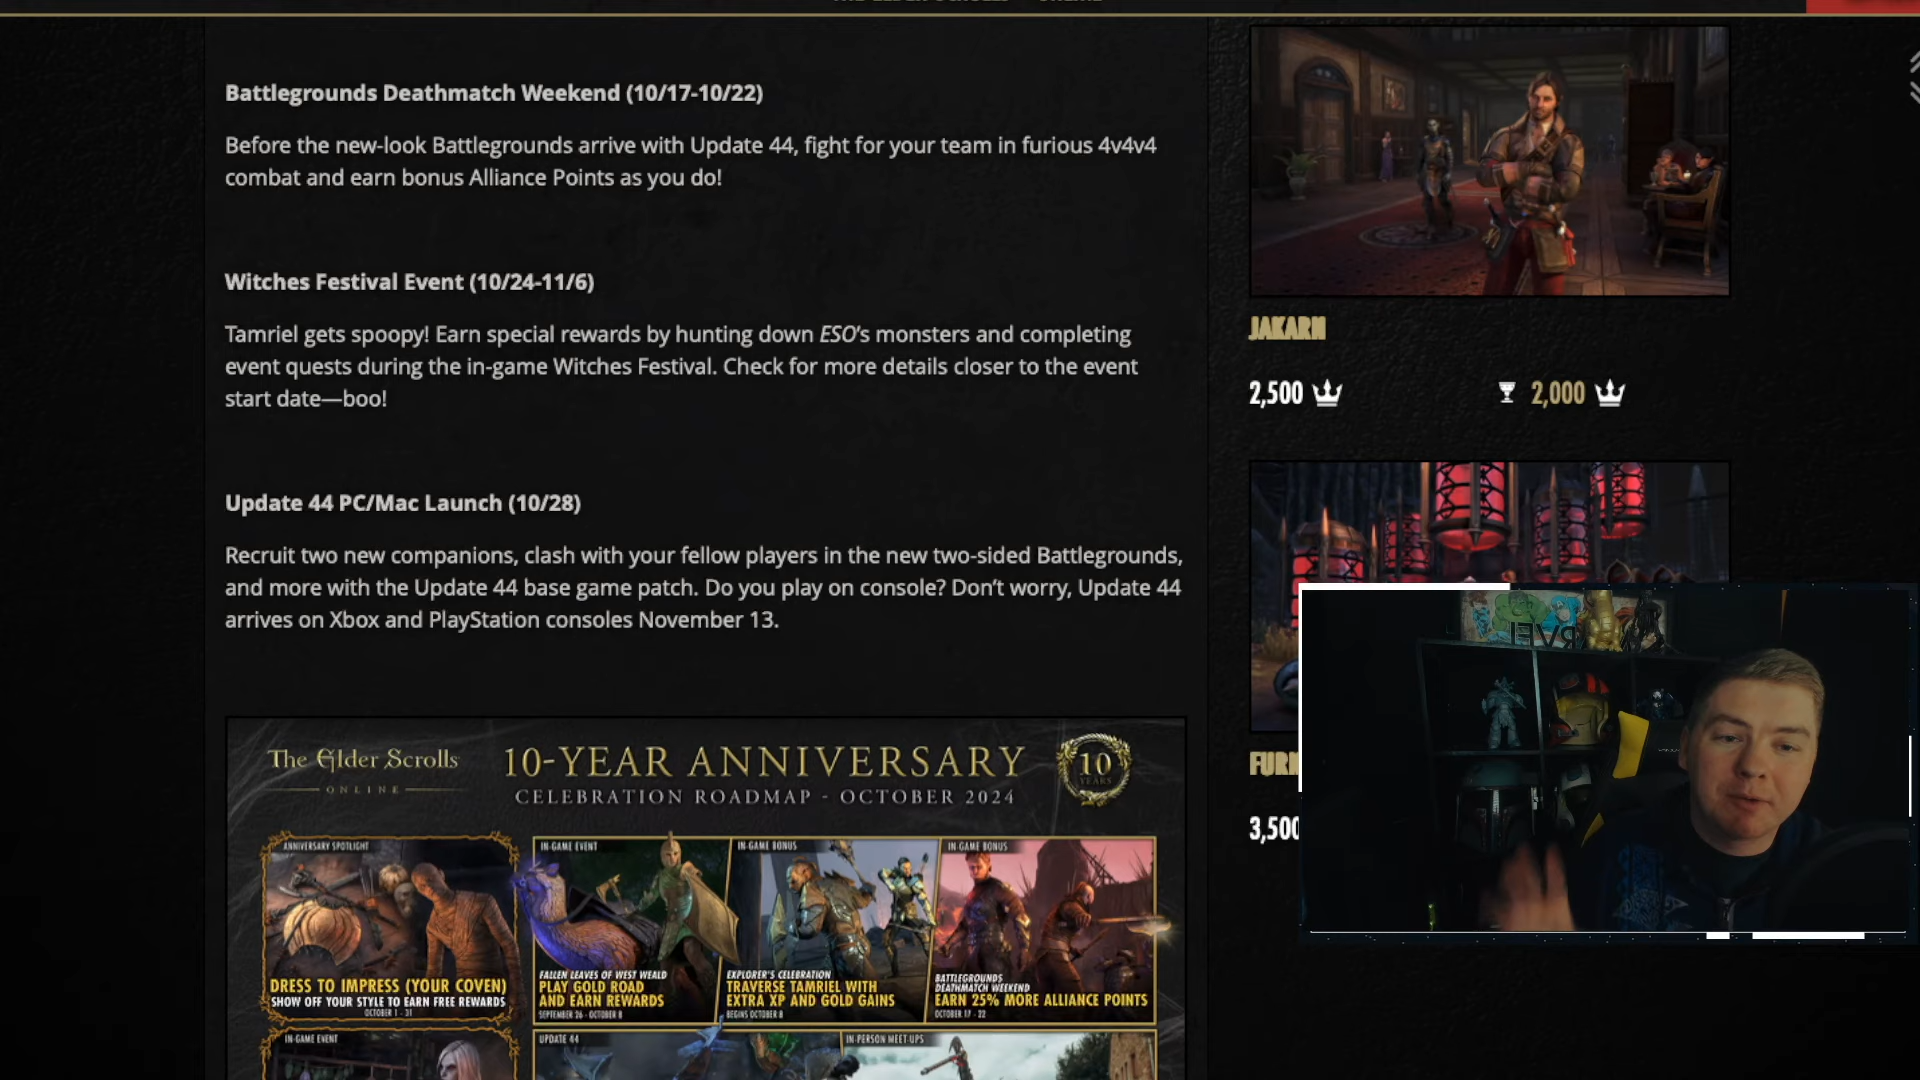 Battlegrounds Deathmatch Weekend (10/17-10/22)
Before the new-look Battlegrounds arrive with Update 44, fight for your team in furious 4v4v4
combat and earn bonus Alliance Points as you do!
Witches Festival Event (10/24-11/6)
Tamriel gets spoopy! Earn special rewards by hunting down ESO's monsters and completing
event quests during the in-game Witches Festival. Check for more details closer to the event
start date—boo!
Update 44 PC/Mac Launch (10/28)
Recruit two new companions, clash with your fellow players in the new two-sided Battlegrounds,
and more with the Update 44 base game patch. Do you play on console? Don't worry, Update 44
arrives on Xbox and PlayStation consoles November 13.
The Elder Scrolls
ONLINE
10-YEAR ANNIVERSARY
CELEBRATION ROADMAP - OCTOBER 2024
10
YEARS
ANNIVERSARY SPOTLIGHT
DRESS TO IMPRESS (YOUR COVEN)
SHOW OFF YOUR STYLE TO EARN FREE REWARDS
OCTOBER 1 - 31
IN-GAME EVENT
FALLEN LEAVES OF WEST WEALD
PLAY GOLD ROAD
AND EARN REWARDS
SEPTEMBER 26 - OCTOBER 8
IN-GAME BONUS
EXPLORER'S CELEBRATION
TRAVERSE TAMRIEL WITH
EXTRA XP AND GOLD GAINS
BEGINS OCTOBER 8
IN-GAME BONUS
BATTLEGROUNDS
DEATHMATCH WEEKEND
EARN 25% MORE ALLIANCE POINTS
OCTOBER 17 - 22
IN-GAME EVENT
UPDATE 44
IN-PERSON MEET-UPS
JAKARN
2,500
2,000
FURN
3,500